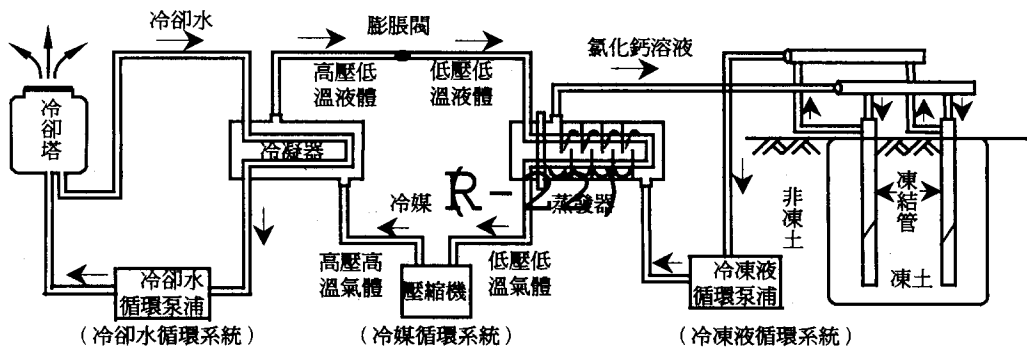 冷卻水
膨脹閥
氯化鈣溶液
冷卻塔
高壓低
溫液體
低壓低
溫液體
冷凝器
蒸發器
冷媒
(R-22)
非凍土
凍結管
凍土
高壓高
溫氣體
壓縮機
低壓低
溫氣體
冷卻水
循環泵浦
冷凍液
循環泵浦
(冷卻水循環系統)
(冷媒循環系統)
(冷凍液循環系統)